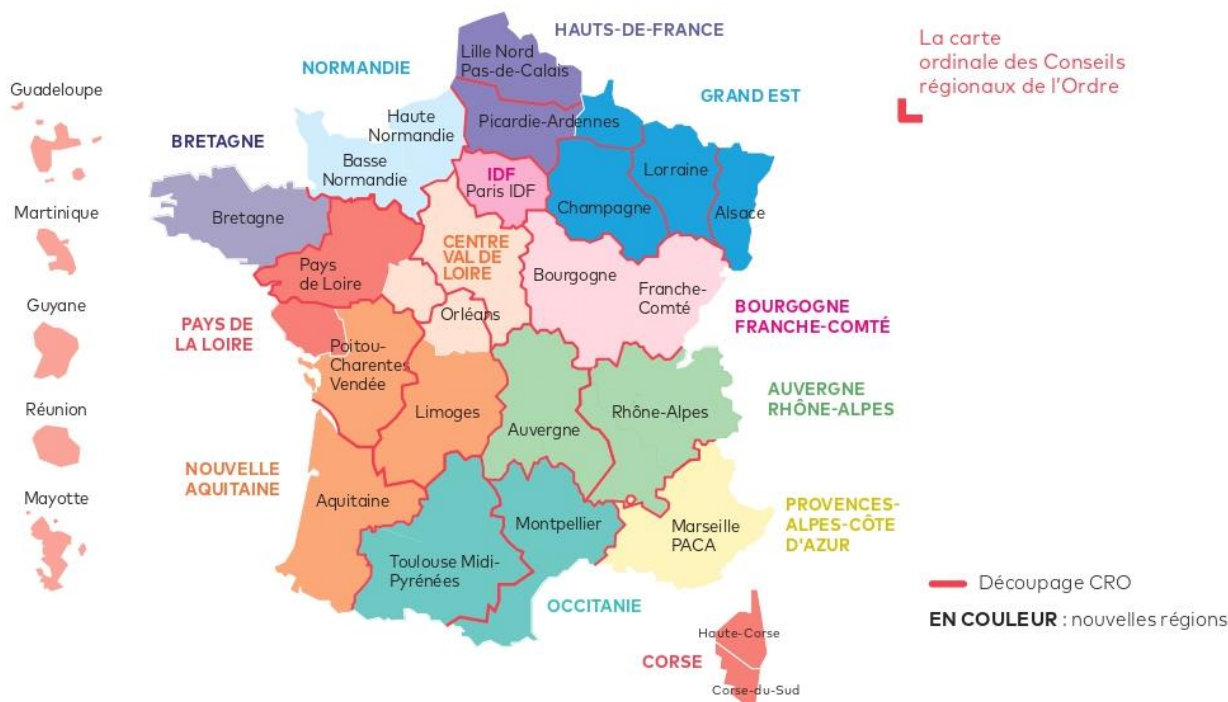 La carte
ordinale des Conseils
régionaux de l'Ordre
HAUTS-DE-FRANCE
Lille Nord
Pas-de-Calais
NORMANDIE
Guadeloupe
GRAND EST
Haute
Normandie
Picardie-Ardennes
BRETAGNE
Basse
Normandie
IDF
Paris IDF
Lorraine
Champagne
Alsace
Martinique
Bretagne
CENTRE
VAL DE
LOIRE
Pays
de Loire
Bourgogne
Franche-
Comté
Guyane
Orléans
BOURGOGNE
FRANCHE-COMTÉ
PAYS DE
LA LOIRE
Poitou-
Charentes
Vendée
AUVERGNE
RHÔNE-ALPES
Réunion
Limoges
Rhône-Alpes
Auvergne
NOUVELLE
AQUITAINE
Mayotte
Aquitaine
Montpellier
Marseille
PACA
PROVENCES-
ALPES-CÔTE
D'AZUR
Toulouse Midi-
Pyrénées
OCCITANIE
Découpage CRO
EN COULEUR : nouvelles régions
Haute-Corse
CORSE
Corse-du-Sud